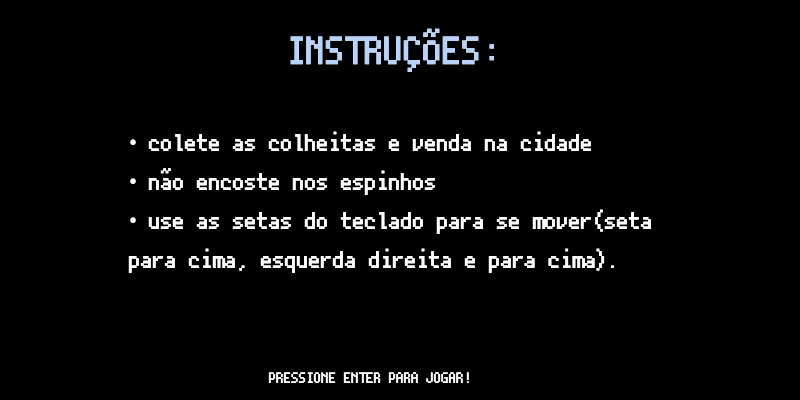 INSTRUÇÕES:
• colete as colheitas e venda na cidade
• não encoste nos espinhos
• use as setas do teclado para se mover(seta
para cima, esquerda direita e para cima).
PRESSIONE ENTER PARA JOGAR!